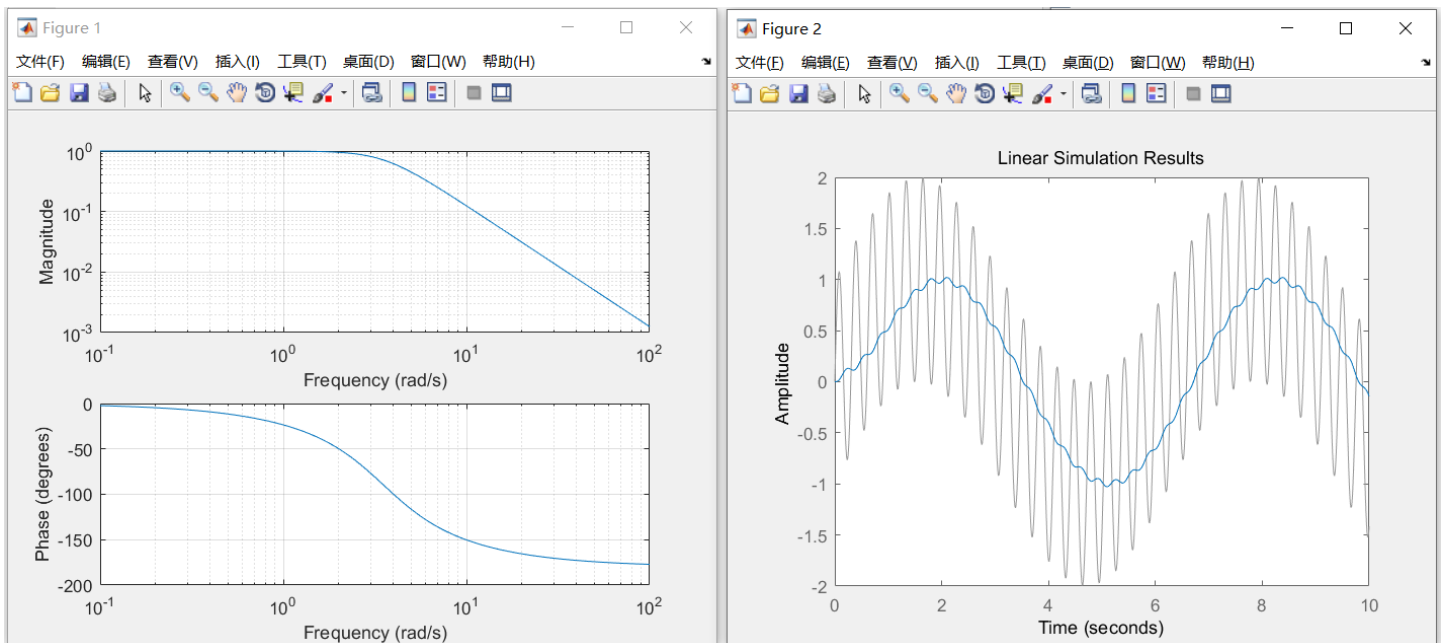 Figure 1
文件(F) 编辑(E) 查看(V) 插入(I) 工具(T) 桌面(D) 窗口(W) 帮助(H)
10^0
10^-1
10^-2
10^-3
Magnitude
10^-1 10^0 10^1 10^2
Frequency (rad/s)
0
-50
-100
-150
-200
Phase (degrees)
10^-1 10^0 10^1 10^2
Frequency (rad/s)
Figure 2
文件(F) 编辑(E) 查看(V) 插入(I) 工具(T) 桌面(D) 窗口(W) 帮助(H)
Linear Simulation Results
2
1.5
1
0.5
0
-0.5
-1
-1.5
-2
Amplitude
0 2 4 6 8 10
Time (seconds)